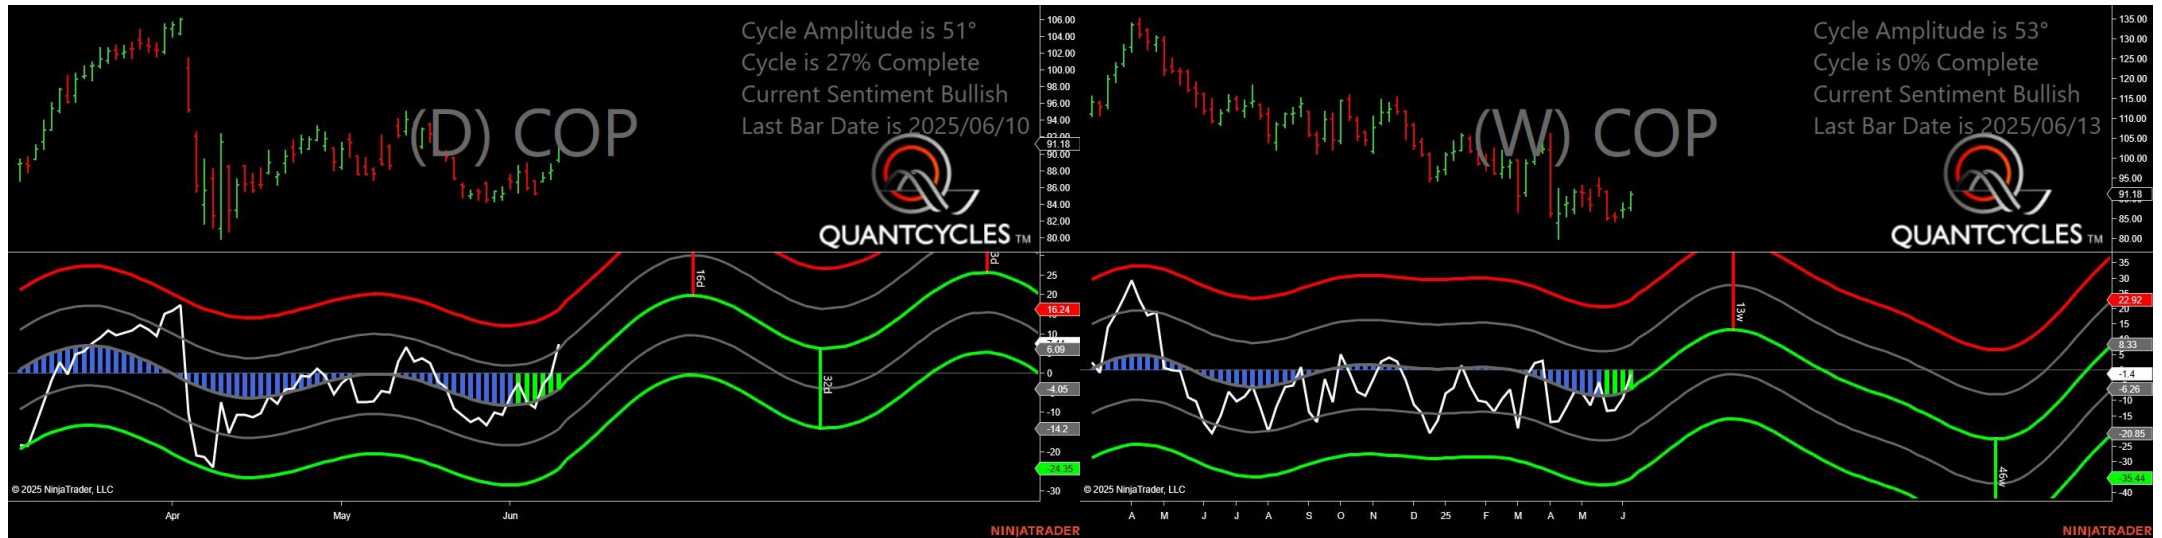 Cycle Amplitude is 51°
Cycle is 27% Complete
Current Sentiment Bullish
Last Bar Date is 2025/06/10
(D) COP
QUANTCYCLES TM
106.00
104.00
102.00
100.00
98.00
96.00
94.00
92.00
91.18
90.00
88.00
86.00
84.00
82.00
80.00
16d
32d
3d
25
20
16.24
10
6.09
0
-4.05
-10
-14.2
-20
-24.35
-30
© 2025 NinjaTrader, LLC
Apr May Jun
NINJATRADER
Cycle Amplitude is 53°
Cycle is 0% Complete
Current Sentiment Bullish
Last Bar Date is 2025/06/13
(W) COP
QUANTCYCLES TM
135.00
130.00
125.00
120.00
115.00
110.00
105.00
100.00
95.00
91.18
85.00
80.00
13w
46w
35
30
22.92
20
15
8.33
5
-1.4
-6.26
-10
-15
-20.85
-25
-30
-35.44
-40
© 2025 NinjaTrader, LLC
A M J J A S O N D 25 F M A M J
NINJATRADER